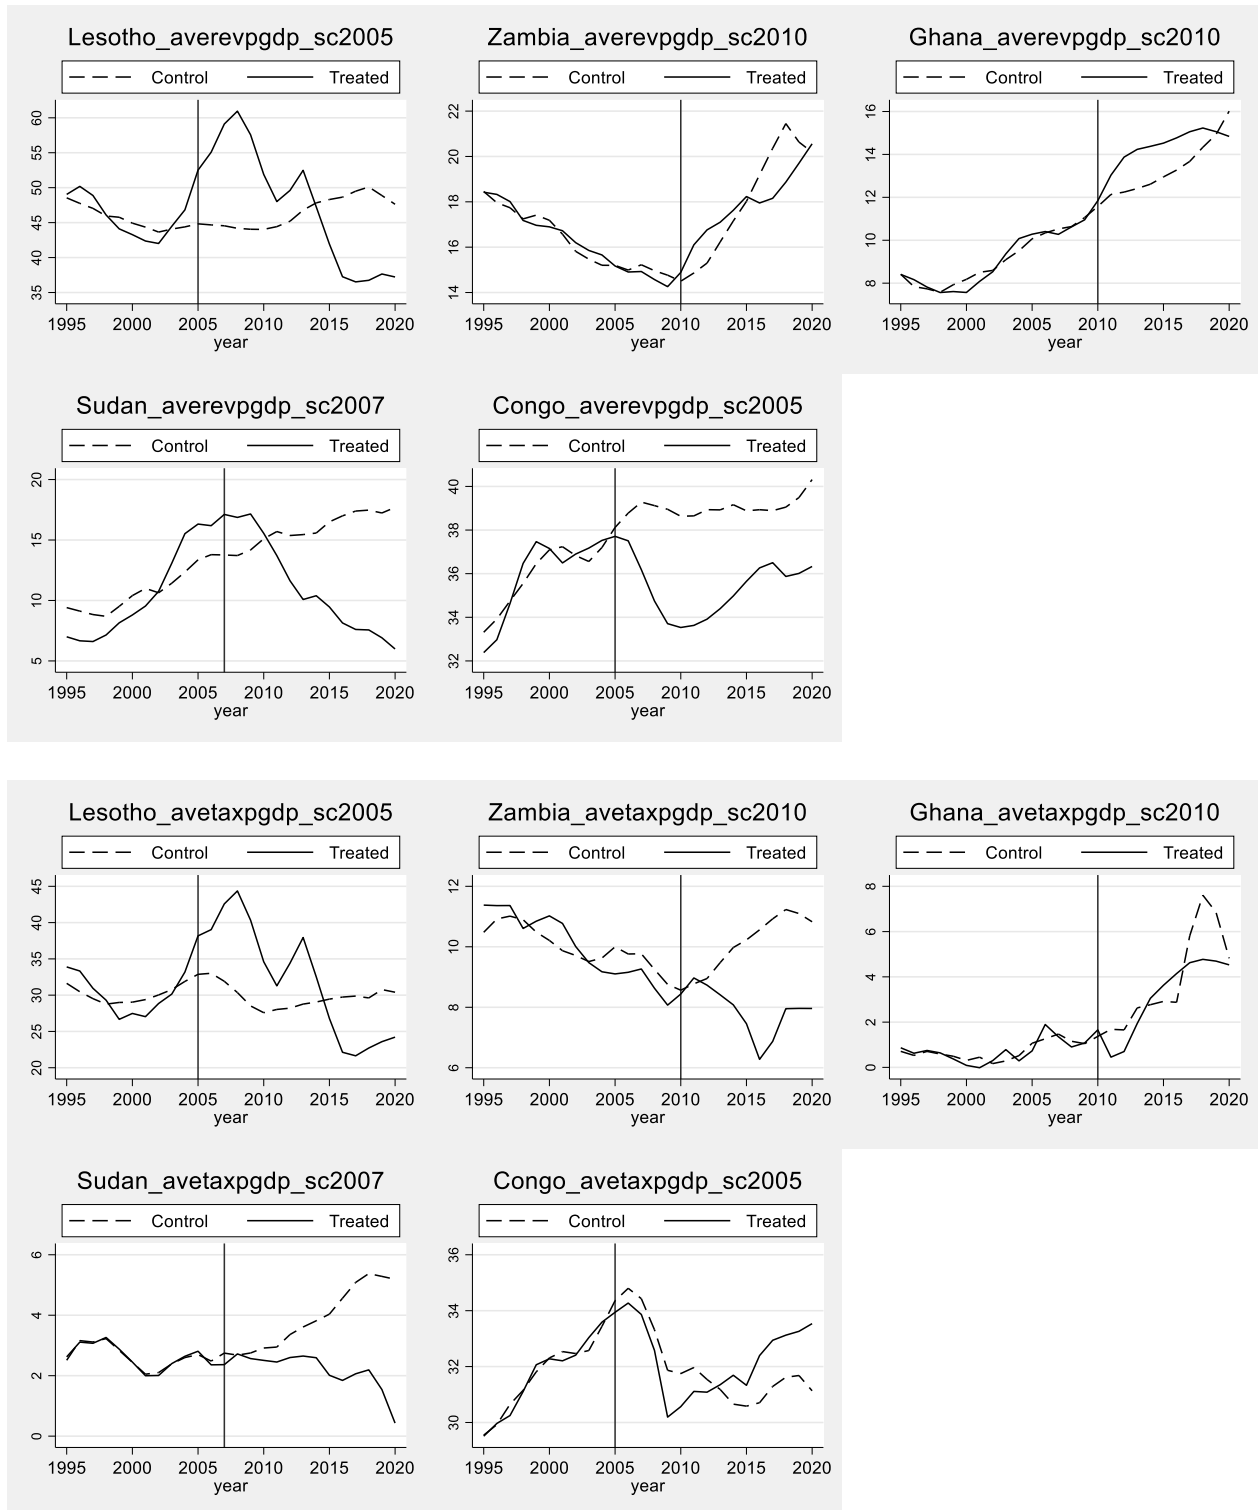 Lesotho_averevpgdp_sc2005
Control Treated
60
55
50
45
40
35
1995 2000 2005 2010 2015 2020
year
Zambia_averevpgdp_sc2010
Control Treated
22
20
18
16
14
1995 2000 2005 2010 2015 2020
year
Ghana_averevpgdp_sc2010
Control Treated
16
14
12
10
8
1995 2000 2005 2010 2015 2020
year
Sudan_averevpgdp_sc2007
Control Treated
20
15
10
5
1995 2000 2005 2010 2015 2020
year
Congo_averevpgdp_sc2005
Control Treated
40
38
36
34
32
1995 2000 2005 2010 2015 2020
year
Lesotho_avetaxpgdp_sc2005
Control Treated
45
40
35
30
25
20
1995 2000 2005 2010 2015 2020
year
Zambia_avetaxpgdp_sc2010
Control Treated
12
10
8
6
1995 2000 2005 2010 2015 2020
year
Ghana_avetaxpgdp_sc2010
Control Treated
8
6
4
2
0
1995 2000 2005 2010 2015 2020
year
Sudan_avetaxpgdp_sc2007
Control Treated
6
4
2
0
1995 2000 2005 2010 2015 2020
year
Congo_avetaxpgdp_sc2005
Control Treated
36
34
32
30
1995 2000 2005 2010 2015 2020
year